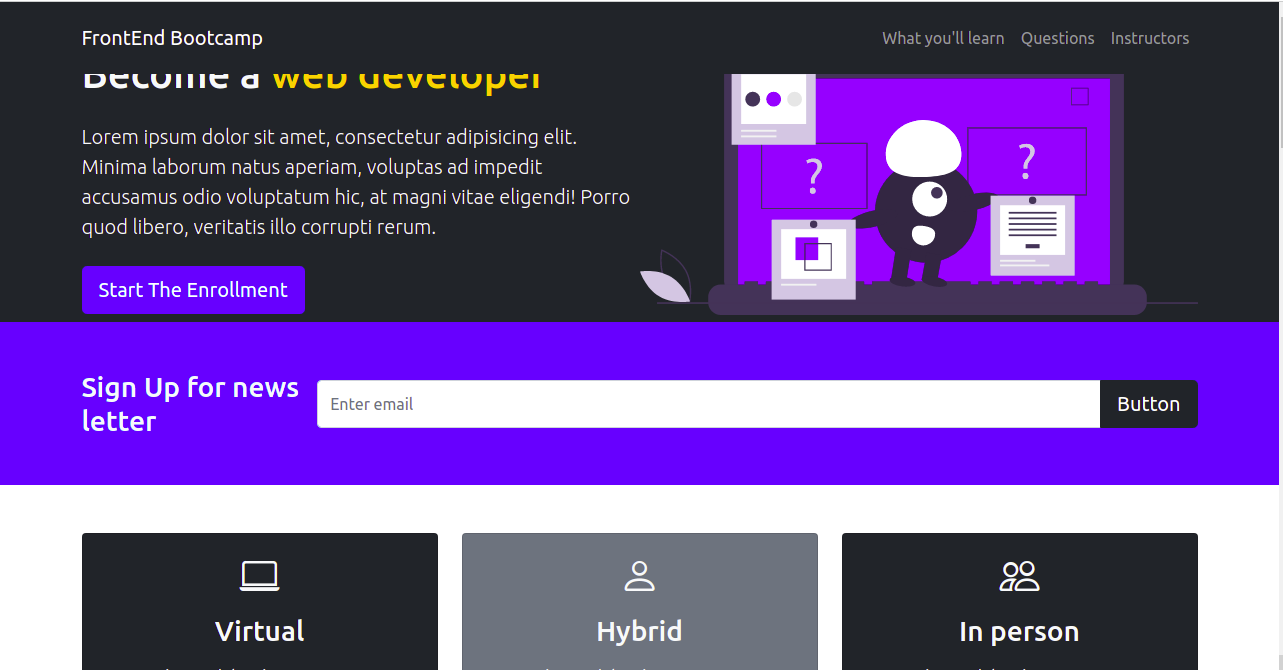 FrontEnd Bootcamp
What you'll learn Questions Instructors
Become a web developer
Lorem ipsum dolor sit amet, consectetur adipisicing elit.
Minima laborum natus aperiam, voluptas ad impedit
accusamus odio voluptatum hic, at magni vitae eligendi! Porro
quod libero, veritatis illo corrupti rerum.
Start The Enrollment
? ?
Sign Up for news
letter
Enter email
Button
Virtual
Hybrid
In person